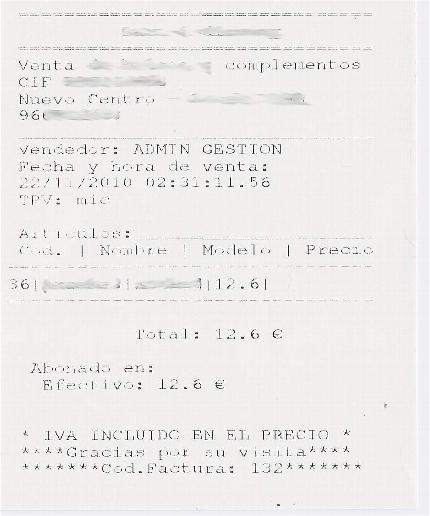 Venta complementos
CIF
Nuevo Centro
96
Vendedor: ADMIN GESTION
Fecha y hora de venta:
22/11/2010 02:31:11.56
TPV: mic
Articulos:
Cod. | Nombre | Modelo | Precio
36| | |12.6|
Total: 12.6 €
Abonado en:
Efectivo: 12.6 €
* IVA INCLUIDO EN EL PRECIO *
****Gracias por su visita****
*******Cod.Factura: 132*******